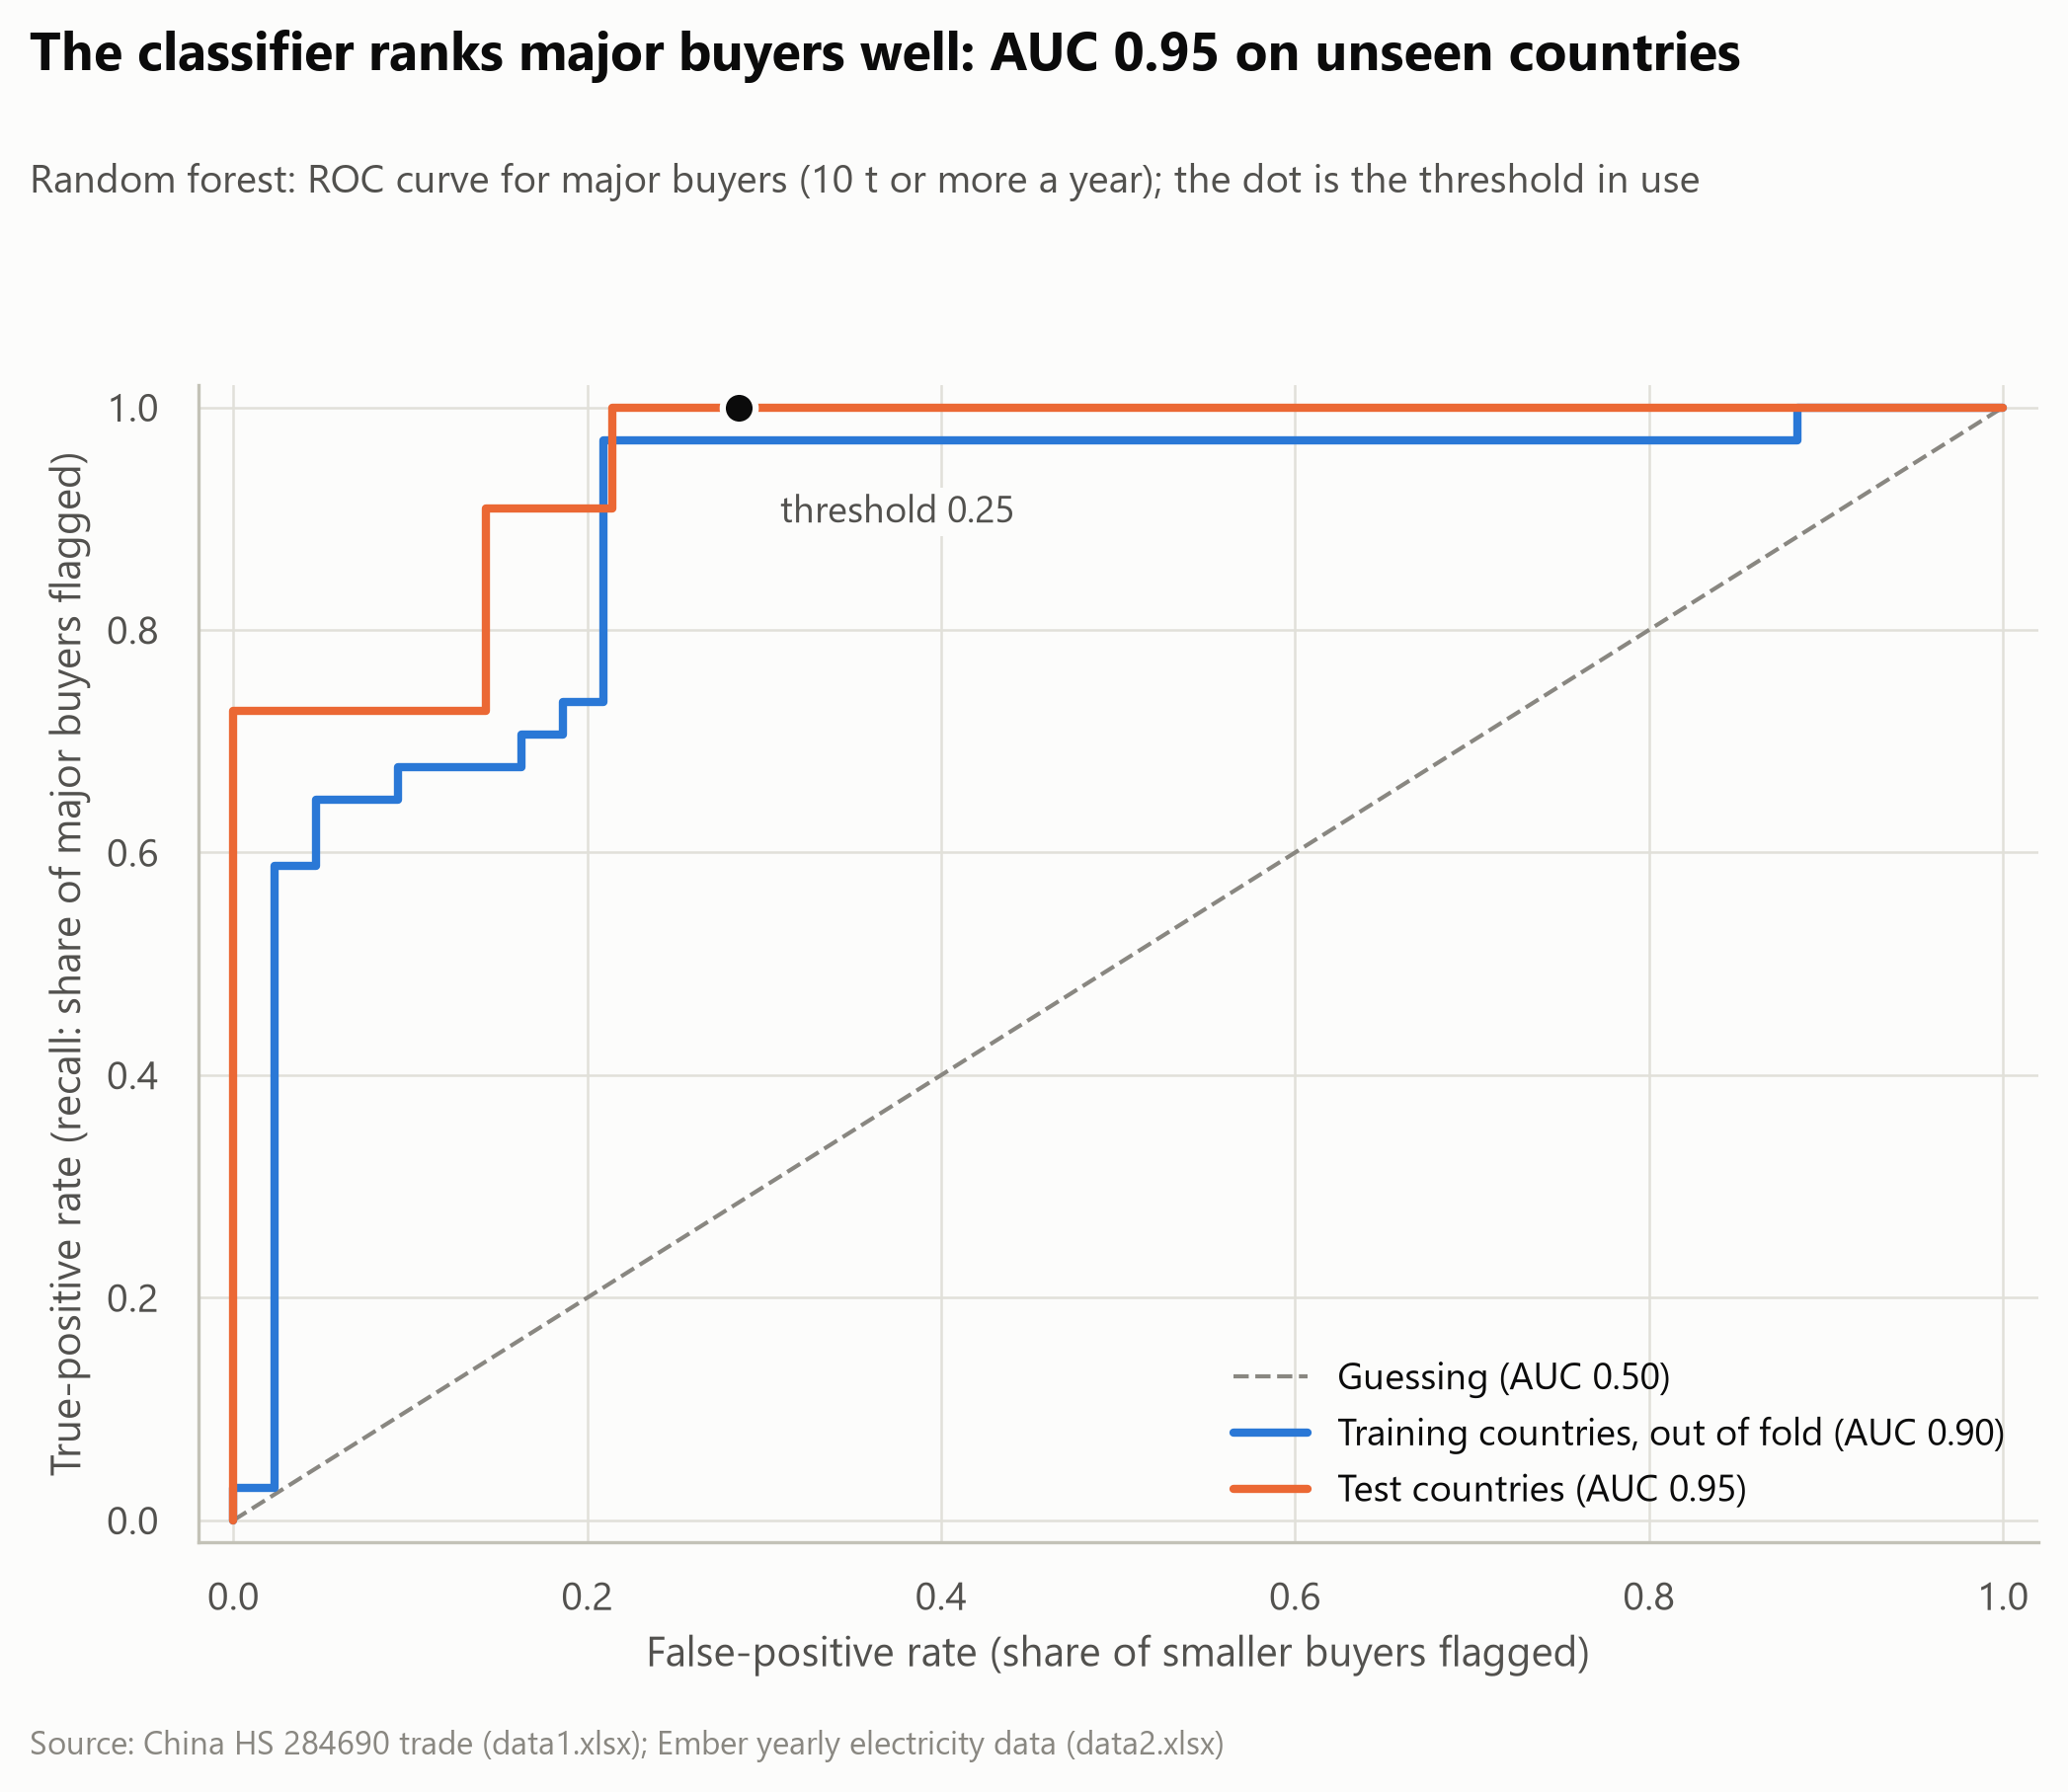 The classifier ranks major buyers well: AUC 0.95 on unseen countries
Random forest: ROC curve for major buyers (10 t or more a year); the dot is the threshold in use
True-positive rate (recall: share of major buyers flagged)
1.0
0.8
0.6
0.4
0.2
0.0
threshold 0.25
Guessing (AUC 0.50)
Training countries, out of fold (AUC 0.90)
Test countries (AUC 0.95)
0.0 0.2 0.4 0.6 0.8 1.0
False-positive rate (share of smaller buyers flagged)
Source: China HS 284690 trade (data1.xlsx); Ember yearly electricity data (data2.xlsx)